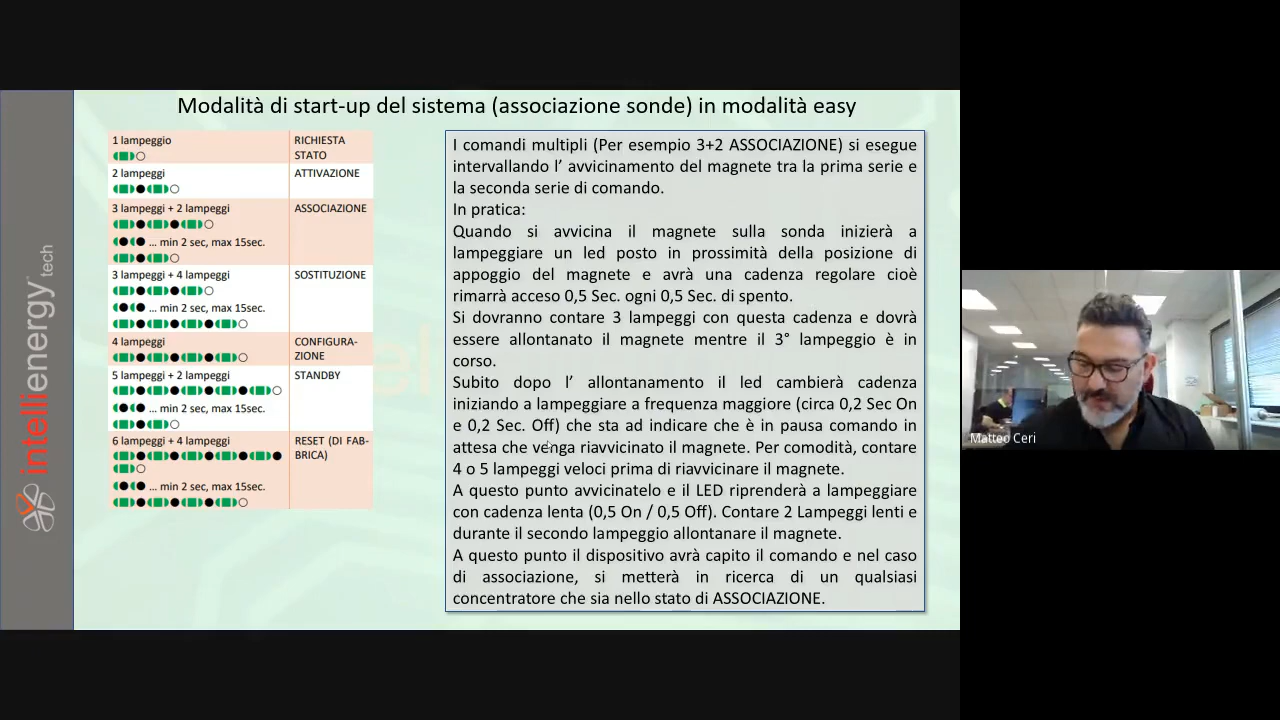 Modalità di start-up del sistema (associazione sonde) in modalità easy
1 lampeggio
RICHIESTA
STATO
2 lampeggi
ATTIVAZIONE
3 lampeggi + 2 lampeggi
ASSOCIAZIONE
... min 2 sec, max 15sec.
3 lampeggi + 4 lampeggi
SOSTITUZIONE
... min 2 sec, max 15sec.
4 lampeggi
CONFIGURA-
ZIONE
5 lampeggi + 2 lampeggi
STANDBY
... min 2 sec, max 15sec.
6 lampeggi + 4 lampeggi
RESET (DI FAB-
BRICA)
... min 2 sec, max 15sec.
I comandi multipli (Per esempio 3+2 ASSOCIAZIONE) si esegue
intervallando l’ avvicinamento del magnete tra la prima serie e
la seconda serie di comando.
In pratica:
Quando si avvicina il magnete sulla sonda inizierà a
lampeggiare un led posto in prossimità della posizione di
appoggio del magnete e avrà una cadenza regolare cioè
rimarrà acceso 0,5 Sec. ogni 0,5 Sec. di spento.
Si dovranno contare 3 lampeggi con questa cadenza e dovrà
essere allontanato il magnete mentre il 3° lampeggio è in
corso.
Subito dopo l’ allontanamento il led cambierà cadenza
iniziando a lampeggiare a frequenza maggiore (circa 0,2 Sec On
e 0,2 Sec. Off) che sta ad indicare che è in pausa comando in
attesa che venga riavvicinato il magnete. Per comodità, contare
4 o 5 lampeggi veloci prima di riavvicinare il magnete.
A questo punto avvicinatelo e il LED riprenderà a lampeggiare
con cadenza lenta (0,5 On / 0,5 Off). Contare 2 Lampeggi lenti e
durante il secondo lampeggio allontanare il magnete.
A questo punto il dispositivo avrà capito il comando e nel caso
di associazione, si metterà in ricerca di un qualsiasi
concentratore che sia nello stato di ASSOCIAZIONE.
intellienergy tech
Matteo Ceri